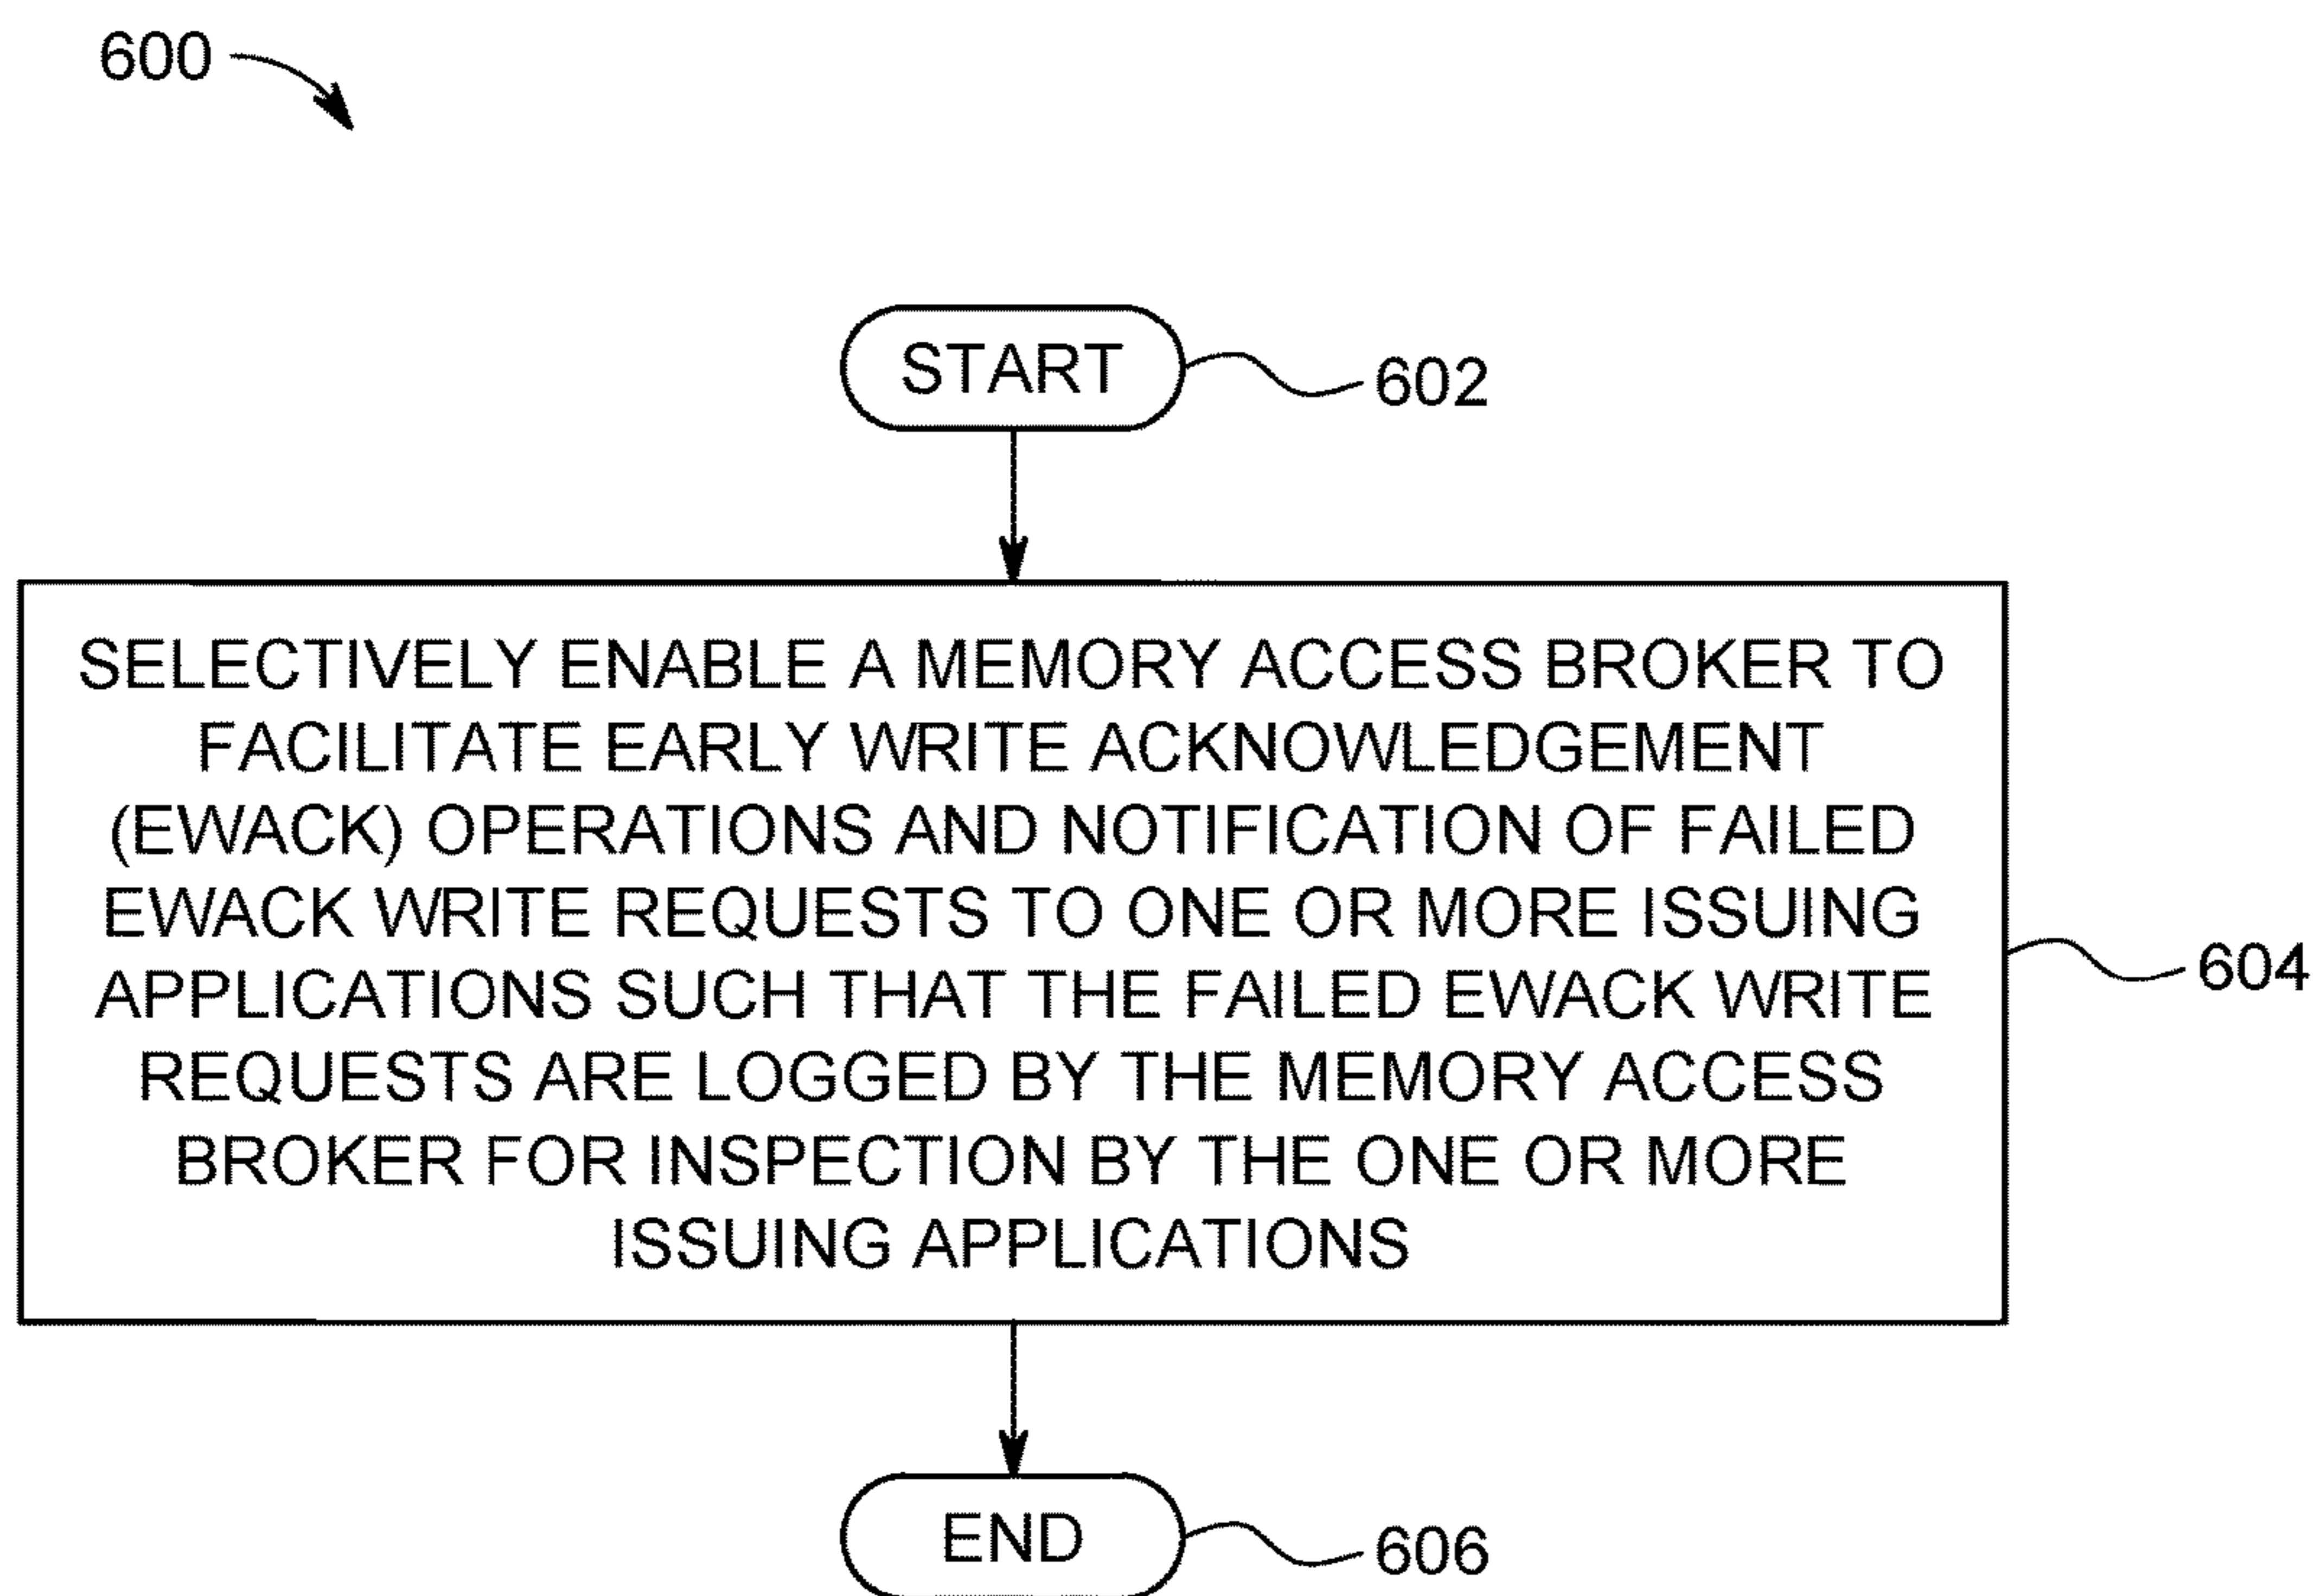 600
START
602
SELECTIVELY ENABLE A MEMORY ACCESS BROKER TO
FACILITATE EARLY WRITE ACKNOWLEDGEMENT
(EWACK) OPERATIONS AND NOTIFICATION OF FAILED
EWACK WRITE REQUESTS TO ONE OR MORE ISSUING
APPLICATIONS SUCH THAT THE FAILED EWACK WRITE
REQUESTS ARE LOGGED BY THE MEMORY ACCESS
BROKER FOR INSPECTION BY THE ONE OR MORE
ISSUING APPLICATIONS
604
END
606